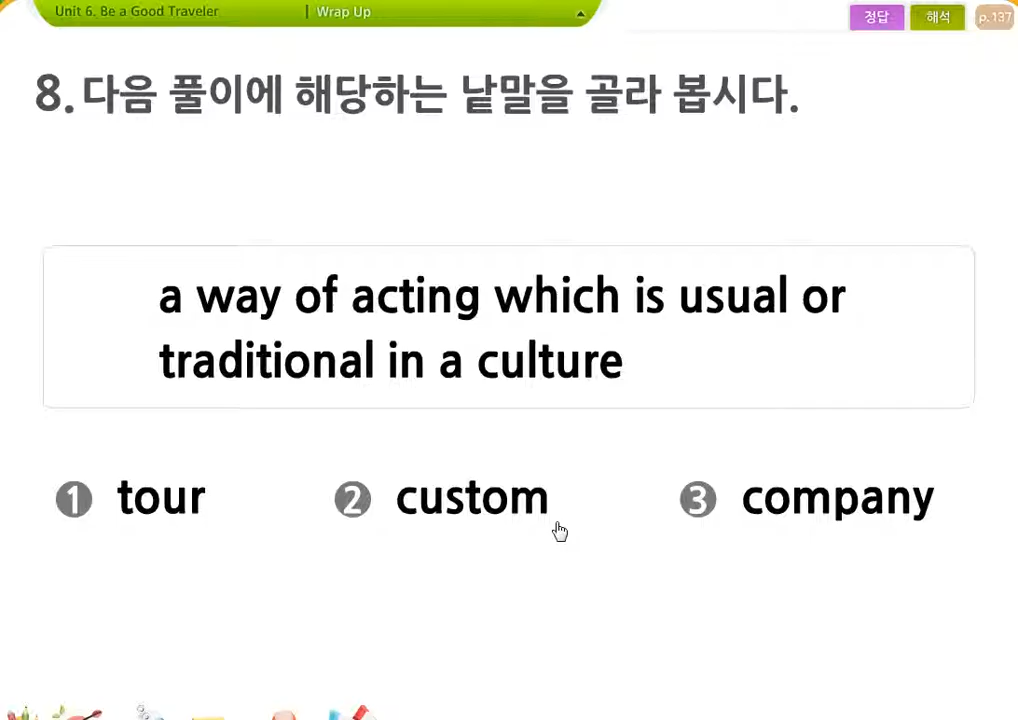 Unit 6. Be a Good Traveler | Wrap Up ▲ 정답 해석 p.137
8. 다음 풀이에 해당하는 낱말을 골라 봅시다.
a way of acting which is usual or
traditional in a culture
1 tour 2 custom 3 company